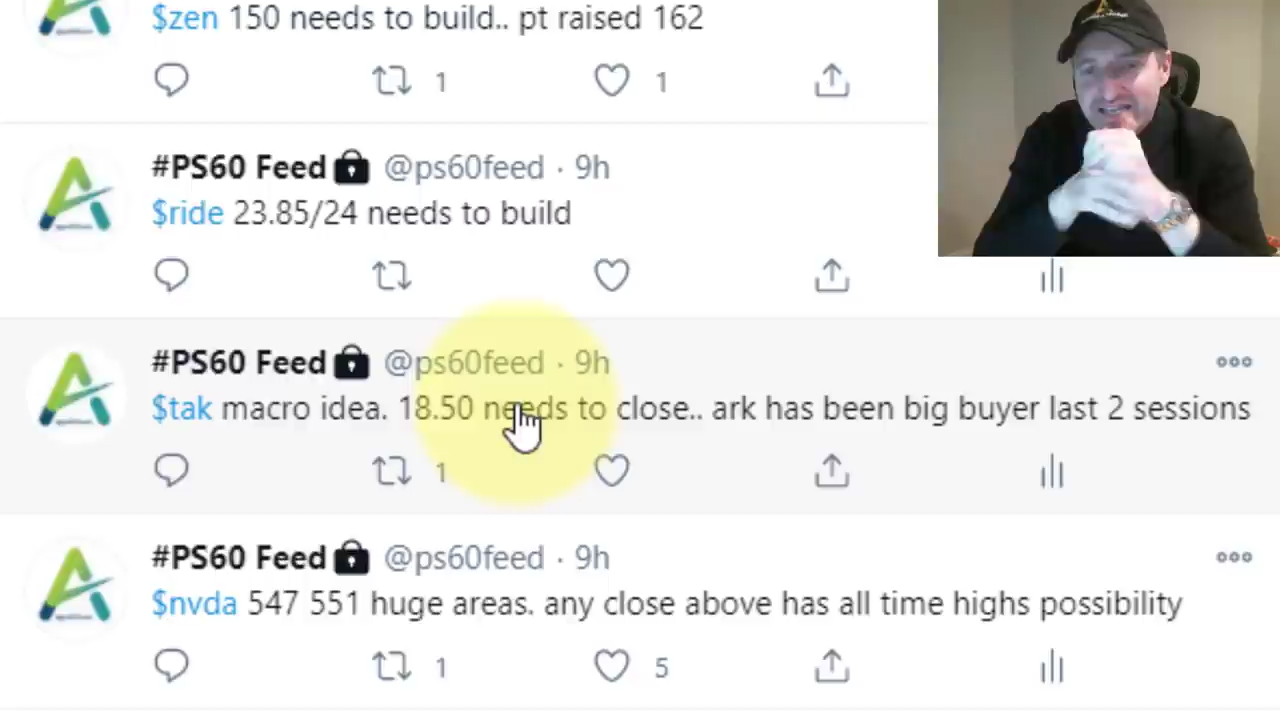 $zen 150 needs to build.. pt raised 162
1 1
#PS60 Feed @ps60feed · 9h
$ride 23.85/24 needs to build
#PS60 Feed @ps60feed · 9h
$tak macro idea. 18.50 needs to close.. ark has been big buyer last 2 sessions
1
#PS60 Feed @ps60feed · 9h
$nvda 547 551 huge areas. any close above has all time highs possibility
1 5